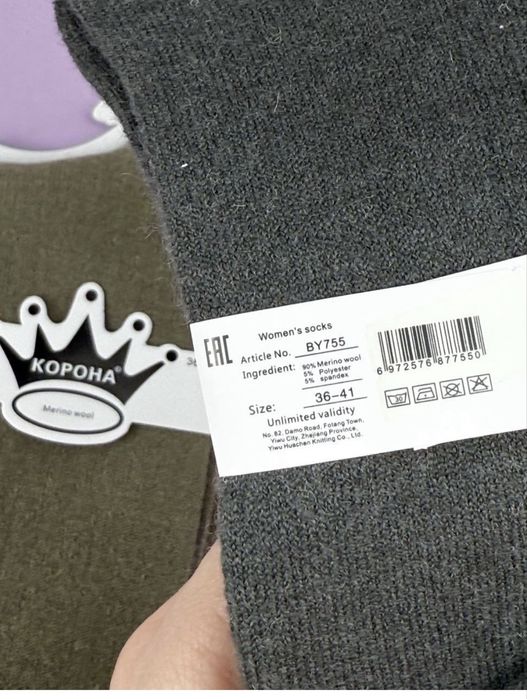 EAC
Women's socks
Article No. BY755
Ingredient: 90% Merino wool
5% Polyester
5% spandex
Size: 36-41
Unlimited validity
No. 82, Damo Road, Fotang Town,
Yiwu City, Zhejiang Province,
Yiwu Huachen Knitting Co., Ltd.
6 972576 877550
30
КОРОНА®
Merino wool
36